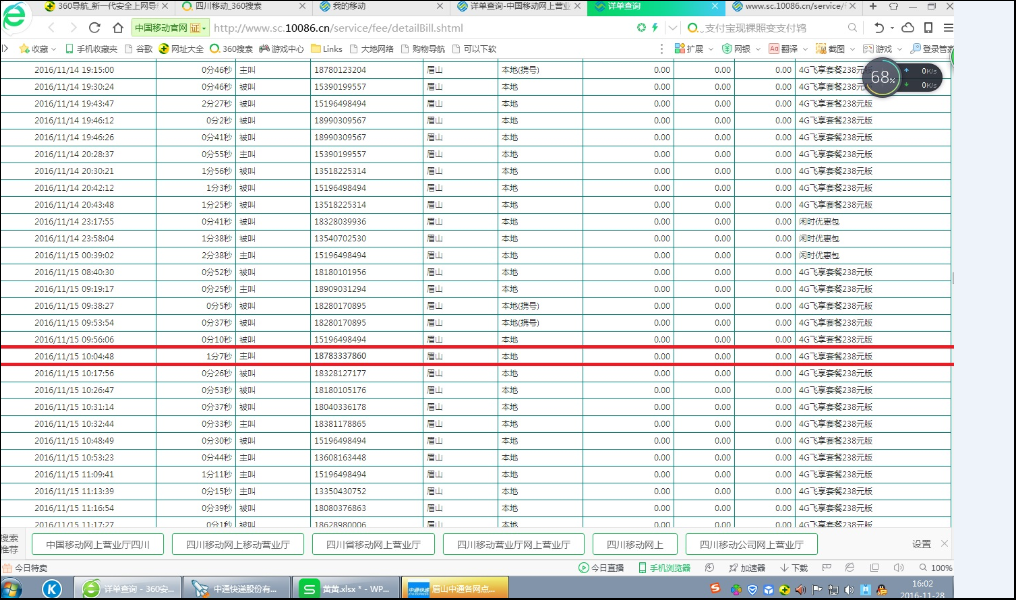 360导航_新一代安全上网导 四川移动_360搜索 我的移动 详单查询-中国移动网上营业 详单查询 www.sc.10086.cn/service/
中国移动官网 证 http://www.sc.10086.cn/service/fee/detailBill.shtml 支付宝现裸照变支付锅
收藏 手机收藏夹 谷歌 网址大全 360搜索 游戏中心 Links 大地网络 购物导航 可了以软 扩展 网银 翻译 截图 游戏 登录管家
2016/11/14 19:15:00 0分46秒 主叫 18780123204 眉山 本地(携号) 0.00 0.00 0.00 4G飞享套餐238元版
2016/11/14 19:30:24 0分46秒 被叫 15390199557 眉山 本地 0.00 0.00 0.00 4G飞享套餐238元版
2016/11/14 19:43:47 2分27秒 被叫 15196498494 眉山 本地 0.00 0.00 0.00 4G飞享套餐238元版
2016/11/14 19:46:12 0分2秒 被叫 18990309567 眉山 本地 0.00 0.00 0.00 4G飞享套餐238元版
2016/11/14 19:46:26 0分41秒 被叫 18990309567 眉山 本地 0.00 0.00 0.00 4G飞享套餐238元版
2016/11/14 20:28:37 0分55秒 主叫 15390199557 眉山 本地 0.00 0.00 0.00 4G飞享套餐238元版
2016/11/14 20:30:21 1分56秒 主叫 13518225314 眉山 本地 0.00 0.00 0.00 4G飞享套餐238元版
2016/11/14 20:42:12 1分3秒 被叫 15196498494 眉山 本地 0.00 0.00 0.00 4G飞享套餐238元版
2016/11/14 20:43:48 1分25秒 被叫 13518225314 眉山 本地 0.00 0.00 0.00 4G飞享套餐238元版
2016/11/14 23:17:55 0分41秒 被叫 18328039936 眉山 本地 0.00 0.00 0.00 闲时优惠包
2016/11/14 23:58:04 1分38秒 被叫 13540702530 眉山 本地 0.00 0.00 0.00 闲时优惠包
2016/11/15 00:39:02 2分38秒 主叫 15196498494 眉山 本地 0.00 0.00 0.00 闲时优惠包
2016/11/15 08:40:30 0分52秒 被叫 18180101956 眉山 本地 0.00 0.00 0.00 4G飞享套餐238元版
2016/11/15 09:19:17 0分25秒 主叫 18909031294 眉山 本地 0.00 0.00 0.00 4G飞享套餐238元版
2016/11/15 09:38:27 0分5秒 被叫 18280170895 眉山 本地(携号) 0.00 0.00 0.00 4G飞享套餐238元版
2016/11/15 09:53:54 0分37秒 被叫 18280170895 眉山 本地(携号) 0.00 0.00 0.00 4G飞享套餐238元版
2016/11/15 09:56:06 0分10秒 被叫 15196498494 眉山 本地 0.00 0.00 0.00 4G飞享套餐238元版
2016/11/15 10:04:48 1分7秒 主叫 18783337860 眉山 本地 0.00 0.00 0.00 4G飞享套餐238元版
2016/11/15 10:17:56 0分26秒 主叫 18328127177 眉山 本地 0.00 0.00 0.00 4G飞享套餐238元版
2016/11/15 10:26:47 0分53秒 被叫 18180105176 眉山 本地 0.00 0.00 0.00 4G飞享套餐238元版
2016/11/15 10:31:14 0分37秒 被叫 18040336178 眉山 本地 0.00 0.00 0.00 4G飞享套餐238元版
2016/11/15 10:32:44 0分33秒 主叫 18381178865 眉山 本地 0.00 0.00 0.00 4G飞享套餐238元版
2016/11/15 10:48:49 0分30秒 被叫 15196498494 眉山 本地 0.00 0.00 0.00 4G飞享套餐238元版
2016/11/15 10:53:23 0分44秒 主叫 13608163448 眉山 本地 0.00 0.00 0.00 4G飞享套餐238元版
2016/11/15 11:09:41 1分11秒 主叫 15196498494 眉山 本地 0.00 0.00 0.00 4G飞享套餐238元版
2016/11/15 11:13:39 0分15秒 主叫 13350430752 眉山 本地 0.00 0.00 0.00 4G飞享套餐238元版
2016/11/15 11:16:54 0分39秒 被叫 18080376863 眉山 本地 0.00 0.00 0.00 4G飞享套餐238元版
2016/11/15 11:17:27 0分1秒 被叫 18628980006 眉山 本地 0.00 0.00 0.00 4G飞享套餐238元版
68% 0K/s
0K/s
搜索推荐 中国移动网上营业厅四川 四川移动网上移动营业厅 四川省移动网上营业厅 四川移动营业厅网上营业厅 四川移动网上 四川移动公司网上营业厅 设置
今日特卖 今日直播 手机浏览器 加速器 下载 100%
详单查询 - 360安... 中通快递股份有... 黄黄.xlsx * - WP... 眉山中通各网点... 16:02
2016-11-28